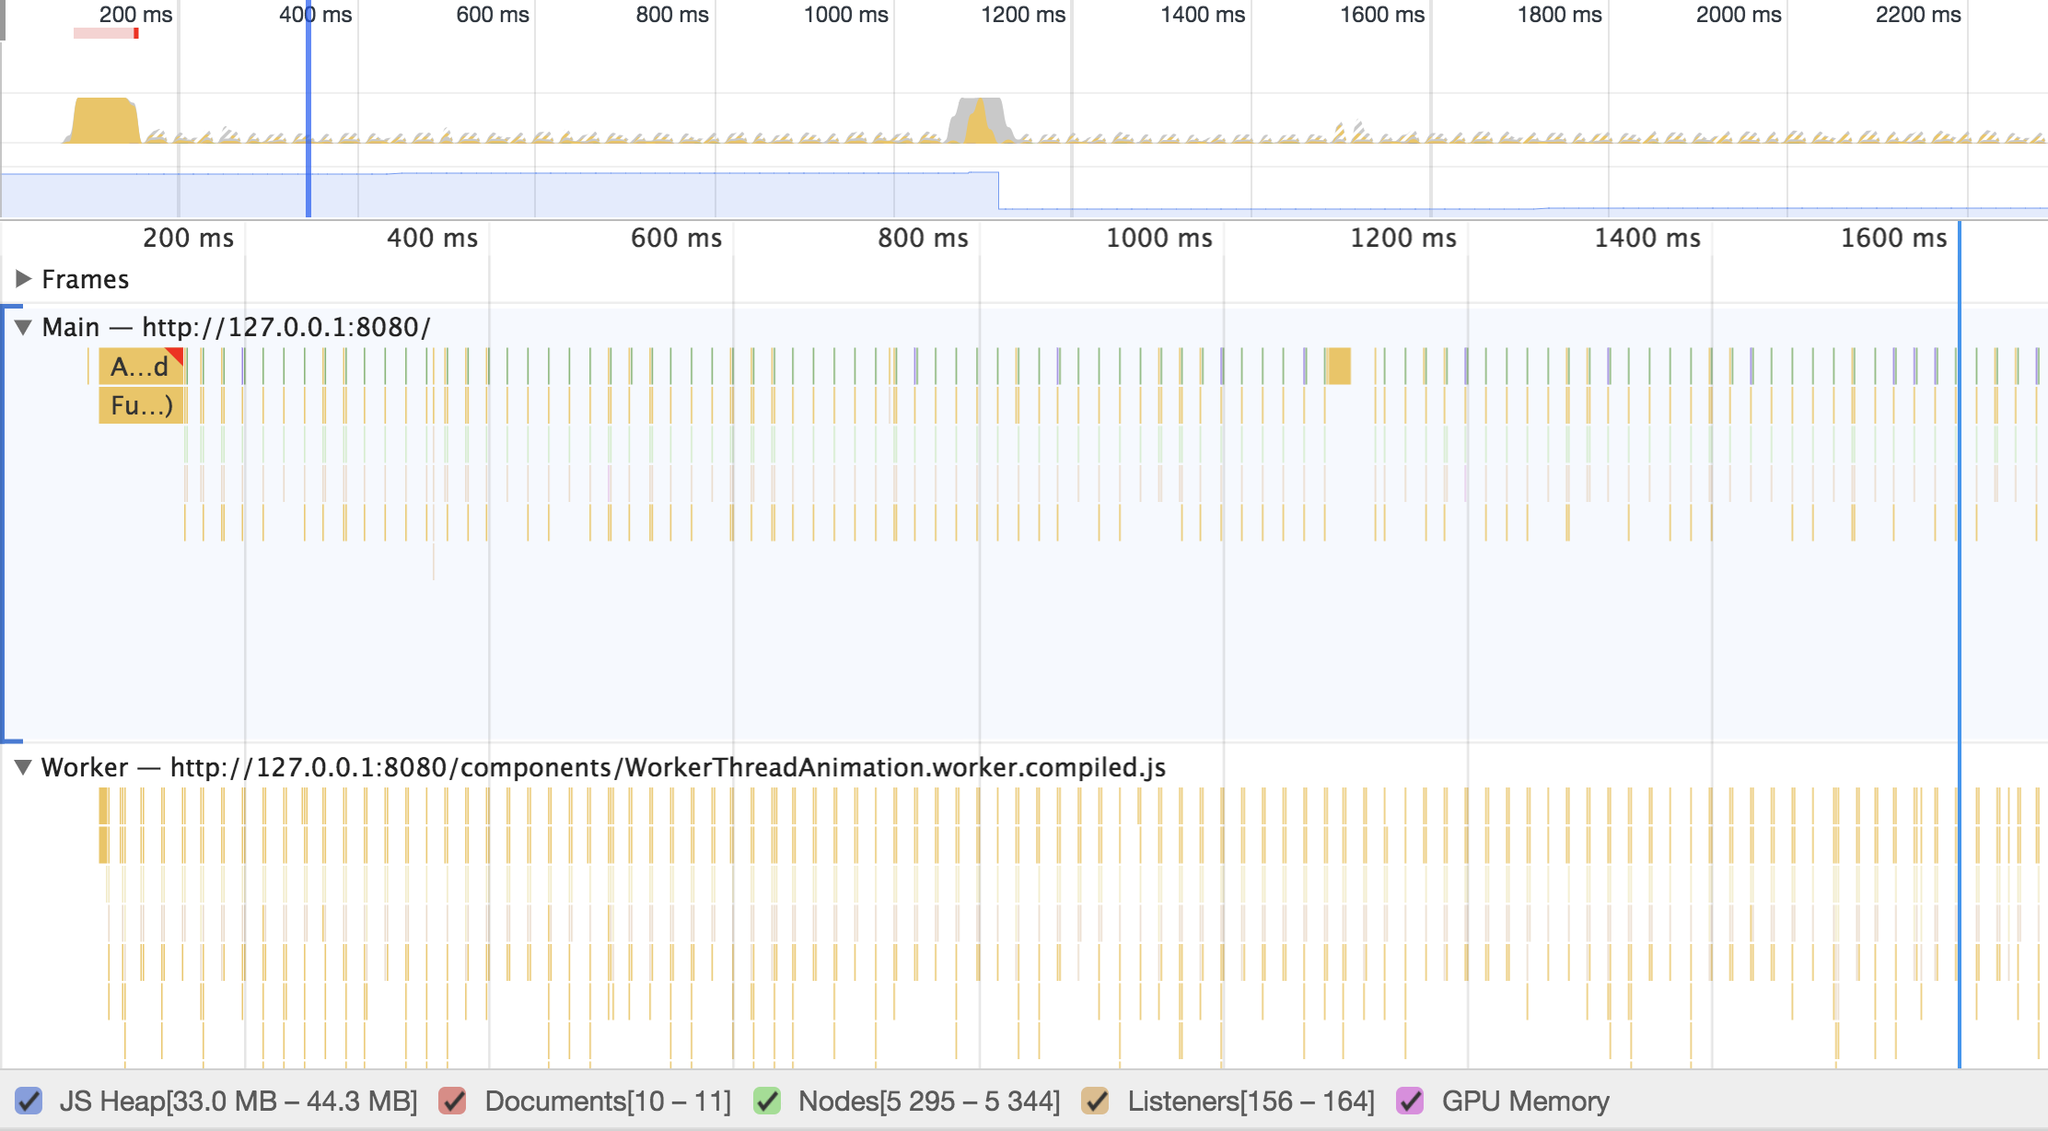 200 ms 400 ms 600 ms 800 ms 1000 ms 1200 ms 1400 ms 1600 ms 1800 ms 2000 ms 2200 ms
200 ms 400 ms 600 ms 800 ms 1000 ms 1200 ms 1400 ms 1600 ms
Frames
Main — http://127.0.0.1:8080/
A…d
Fu…)
Worker — http://127.0.0.1:8080/components/WorkerThreadAnimation.worker.compiled.js
JS Heap[33.0 MB – 44.3 MB] Documents[10 – 11] Nodes[5 295 – 5 344] Listeners[156 – 164] GPU Memory